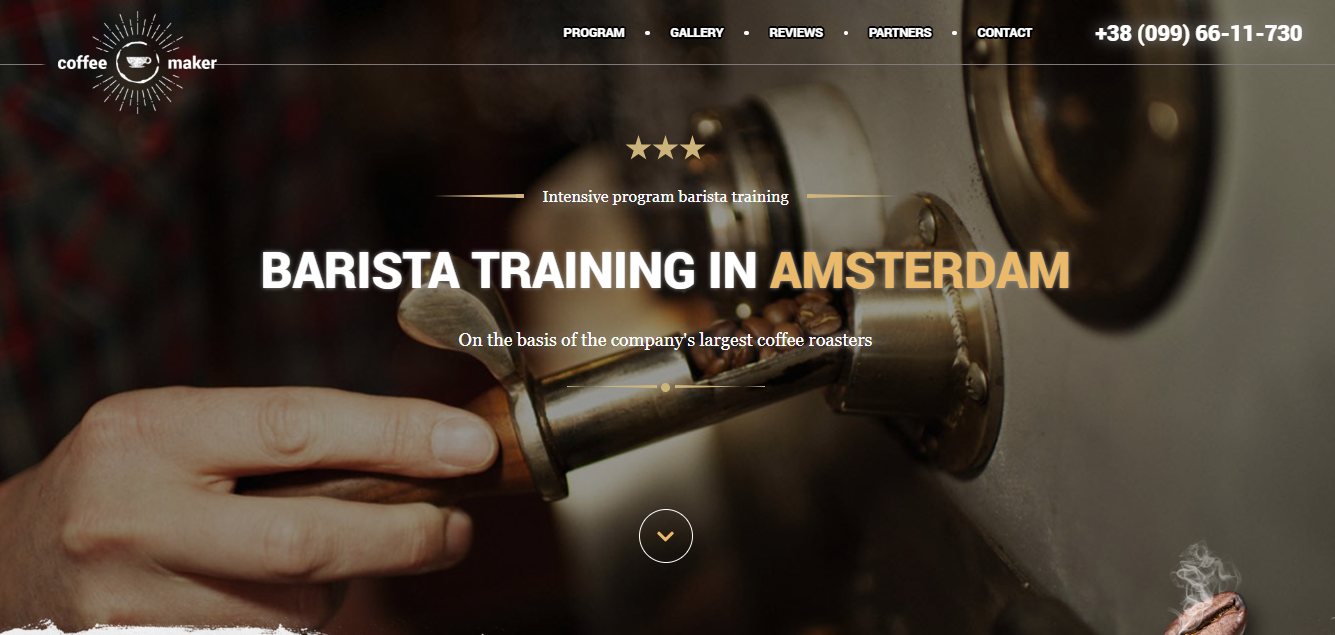 coffee maker
PROGRAM • GALLERY • REVIEWS • PARTNERS • CONTACT
+38 (099) 66-11-730
Intensive program barista training
BARISTA TRAINING IN AMSTERDAM
On the basis of the company's largest coffee roasters